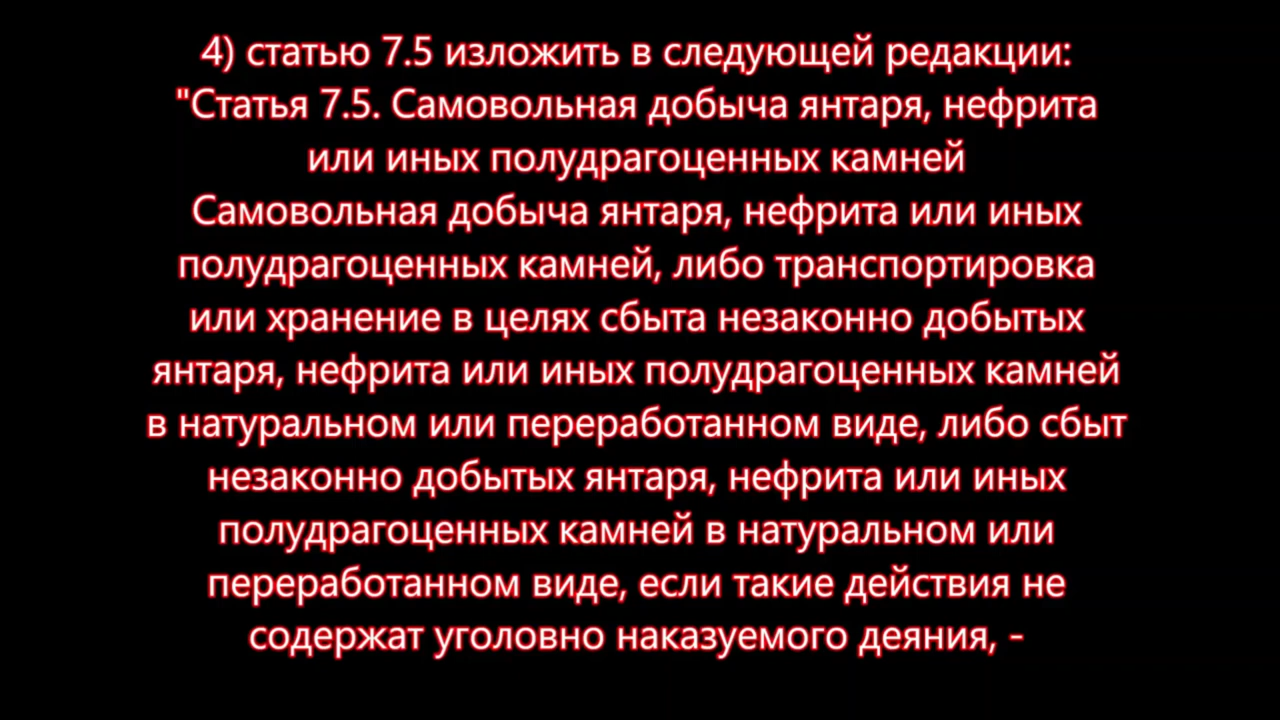 4) статью 7.5 изложить в следующей редакции:
"Статья 7.5. Самовольная добыча янтаря, нефрита
или иных полудрагоценных камней
Самовольная добыча янтаря, нефрита или иных
полудрагоценных камней, либо транспортировка
или хранение в целях сбыта незаконно добытых
янтаря, нефрита или иных полудрагоценных камней
в натуральном или переработанном виде, либо сбыт
незаконно добытых янтаря, нефрита или иных
полудрагоценных камней в натуральном или
переработанном виде, если такие действия не
содержат уголовно наказуемого деяния, -